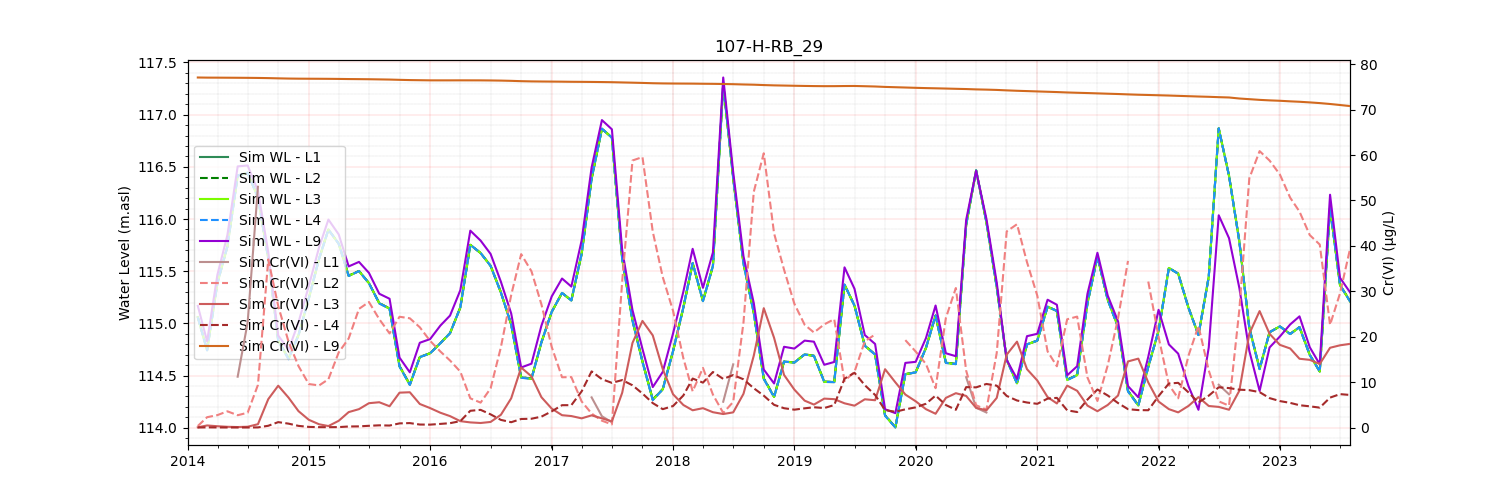 107-H-RB_29
117.5
117.0
116.5
116.0
115.5
115.0
114.5
114.0
Water Level (m.asl)
Sim WL - L1
Sim WL - L2
Sim WL - L3
Sim WL - L4
Sim WL - L9
Sim Cr(VI) - L1
Sim Cr(VI) - L2
Sim Cr(VI) - L3
Sim Cr(VI) - L4
Sim Cr(VI) - L9
80
70
60
50
40
30
20
10
0
Cr(VI) (μg/L)
2014 2015 2016 2017 2018 2019 2020 2021 2022 2023